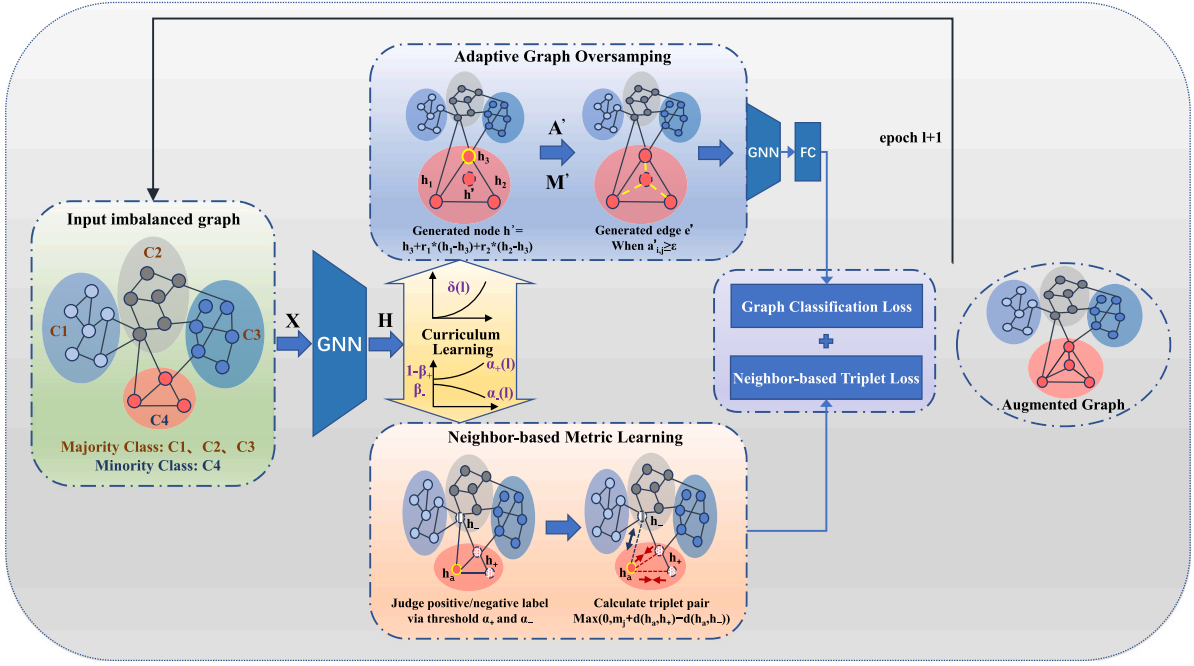 Adaptive Graph Oversamping
h₃
h₁
h₂
h'
A'
M'
Generated node h'=
h₃+r₁*(h₁-h₃)+r₂*(h₂-h₃)
Generated edge e'
When a'ᵢ,ⱼ≥ε
GNN
FC
epoch l+1
Input imbalanced graph
C2
C1
C3
C4
Majority Class: C1、C2、C3
Minority Class: C4
X
GNN
H
δ(l)
Curriculum
Learning
1-β₊
β₋
α₊(l)
α₋(l)
Graph Classification Loss
Neighbor-based Triplet Loss
Augmented Graph
Neighbor-based Metric Learning
h₋
h₊
hₐ
h₋
h₊
hₐ
Judge positive/negative label
via threshold α₊ and α₋
Calculate triplet pair
Max(0,mⱼ+d(hₐ,h₊)−d(hₐ,h₋))